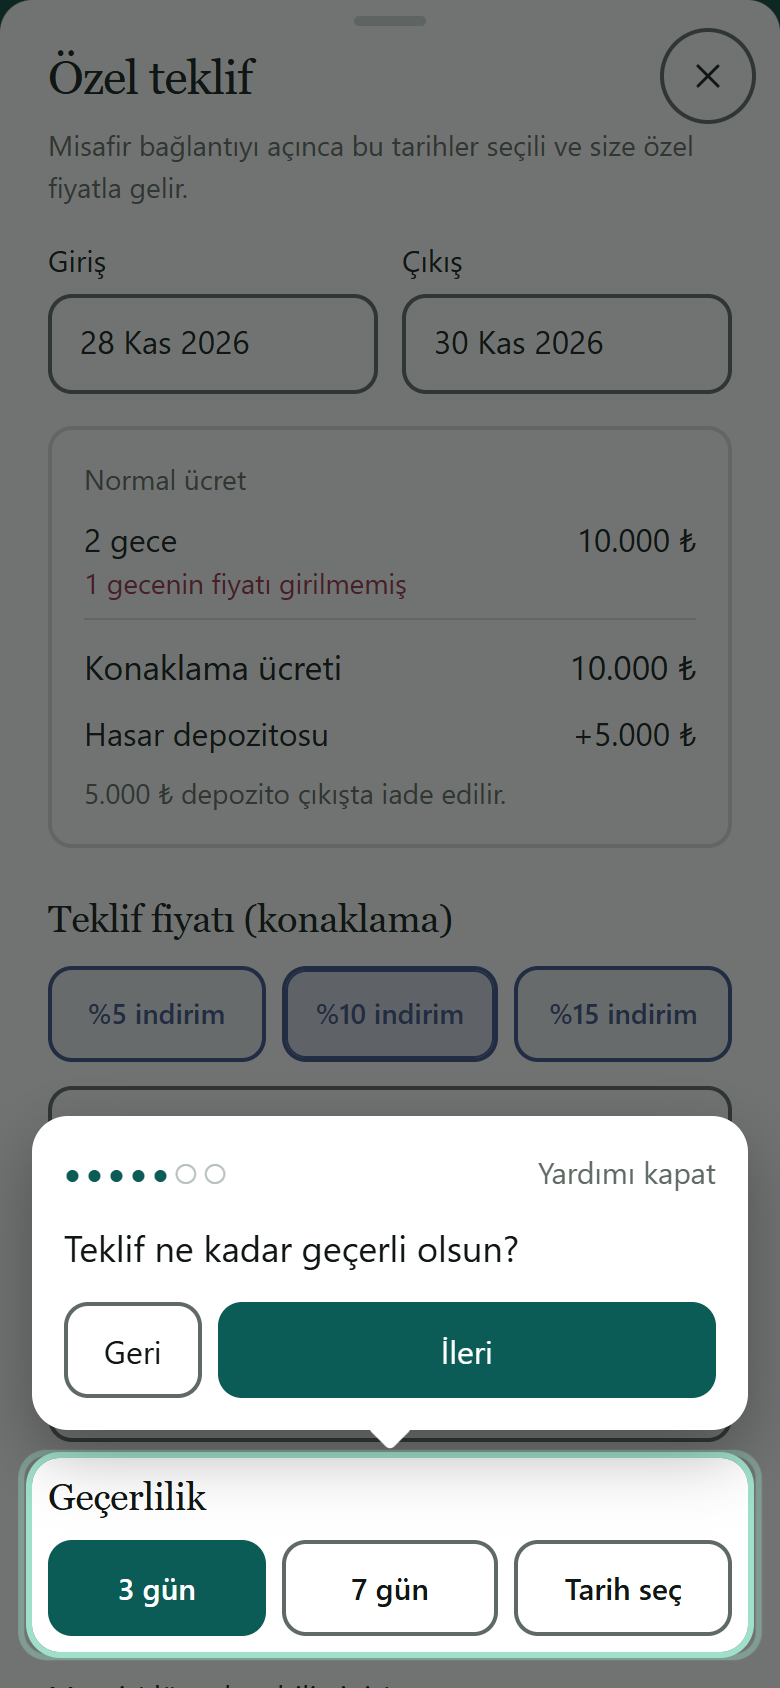 Özel teklif
Misafir bağlantıyı açınca bu tarihler seçili ve size özel
fiyatla gelir.
Giriş
Çıkış
28 Kas 2026
30 Kas 2026
Normal ücret
2 gece
10.000 ₺
1 gecenin fiyatı girilmemiş
Konaklama ücreti
10.000 ₺
Hasar depozitosu
+5.000 ₺
5.000 ₺ depozito çıkışta iade edilir.
Teklif fiyatı (konaklama)
%5 indirim
%10 indirim
%15 indirim
Yardımı kapat
Teklif ne kadar geçerli olsun?
Geri
İleri
Geçerlilik
3 gün
7 gün
Tarih seç